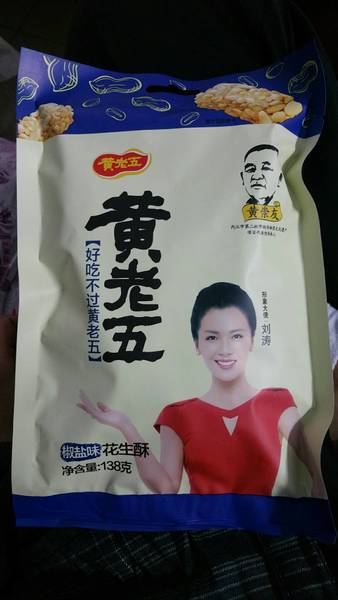 黄老五
黄崇友
黄老五
【好吃不过黄老五】
形象大使 刘涛
椒盐味 花生酥
净含量:138克